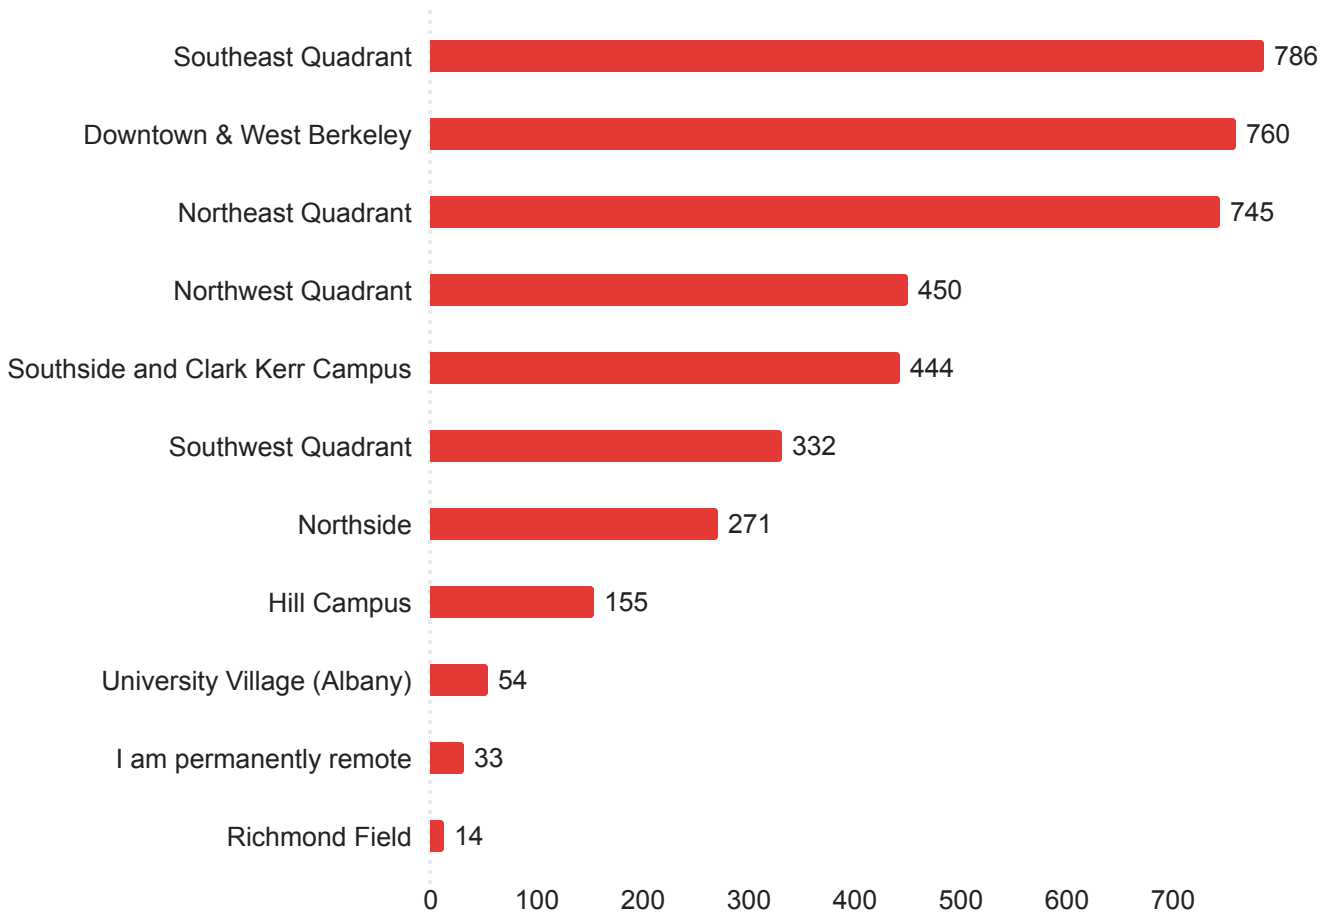 Southeast Quadrant 786
Downtown & West Berkeley 760
Northeast Quadrant 745
Northwest Quadrant 450
Southside and Clark Kerr Campus 444
Southwest Quadrant 332
Northside 271
Hill Campus 155
University Village (Albany) 54
I am permanently remote 33
Richmond Field 14
0 100 200 300 400 500 600 700